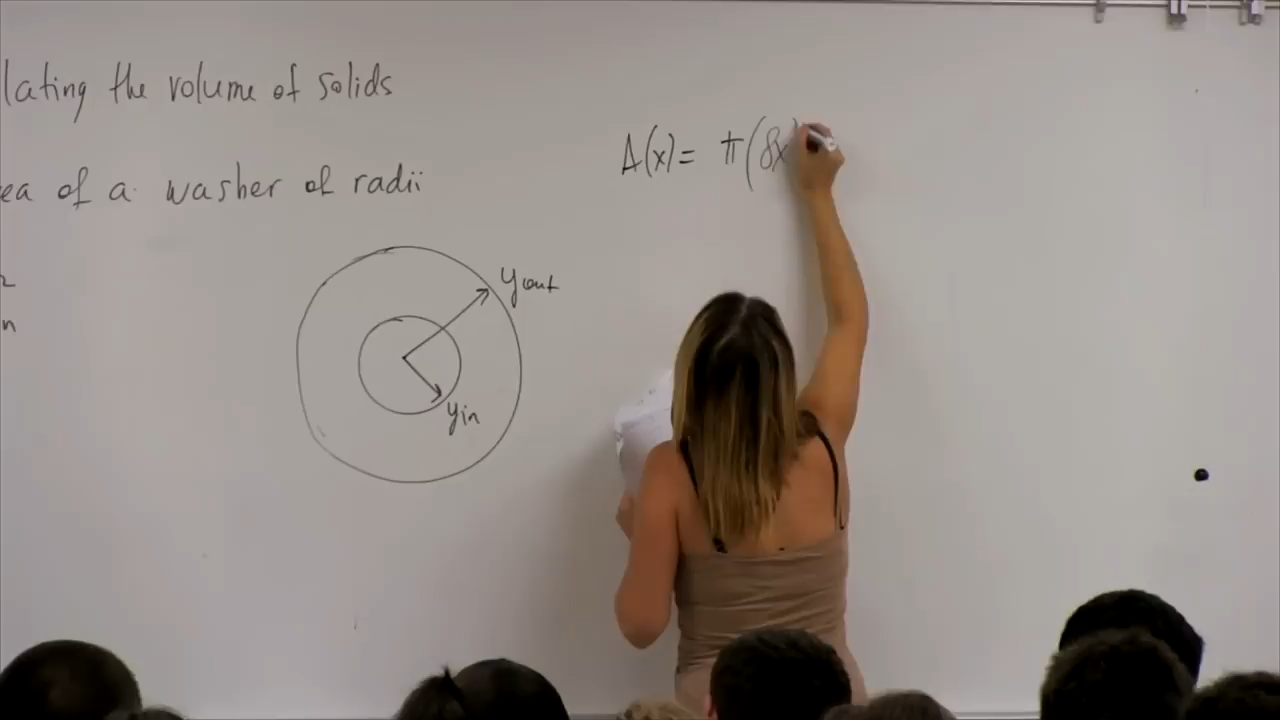 lating the volume of solids
ea of a washer of radii
n
y out
y in
A(x) = π(8x)